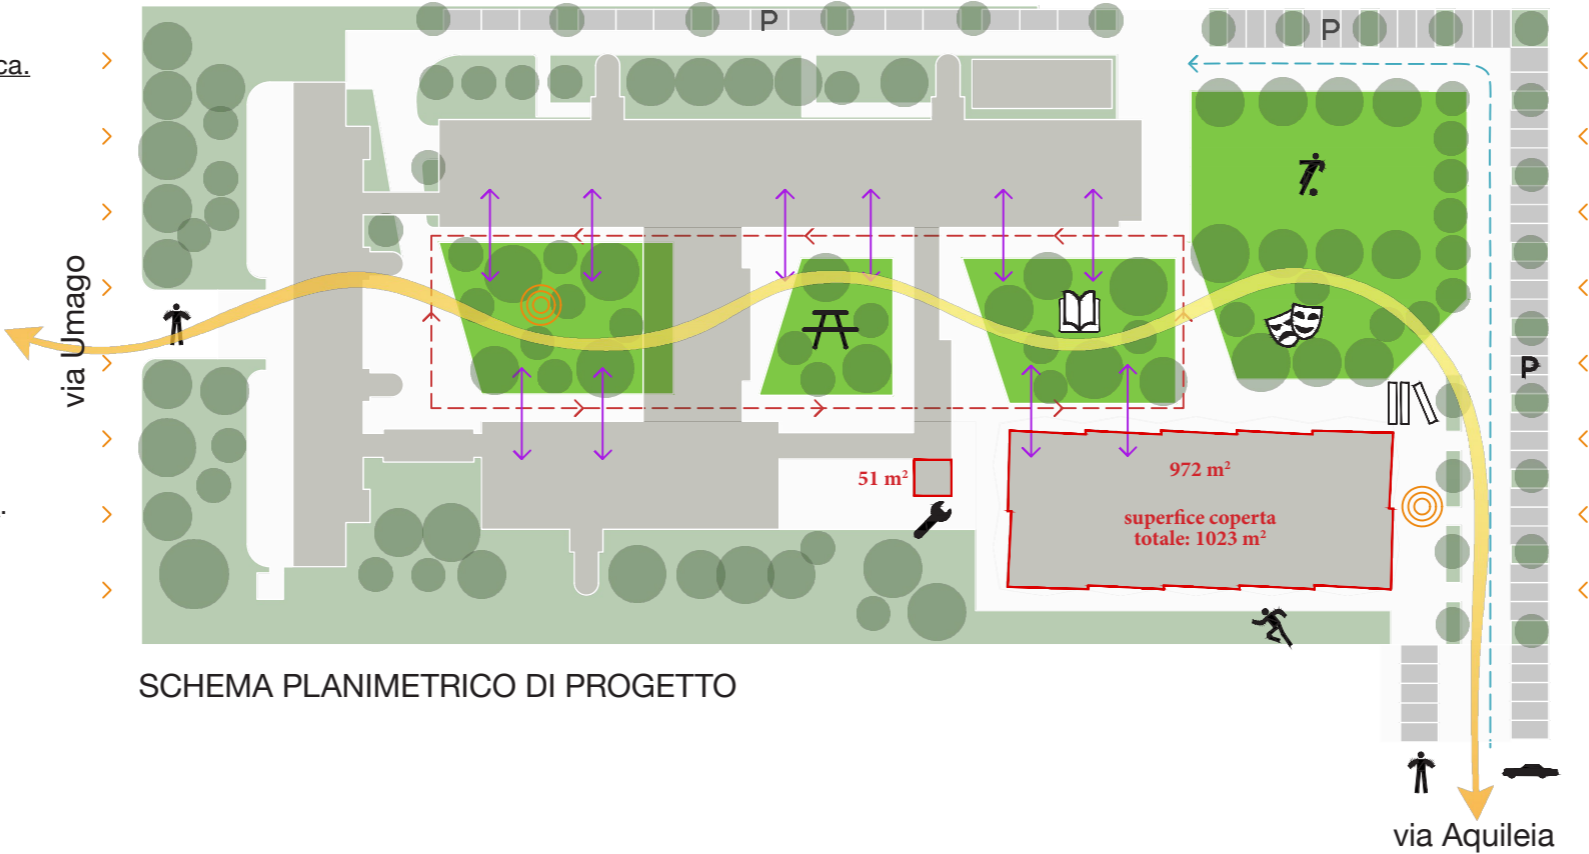 P
P
ca.
via Umago
P
51 m²
972 m²
superfice coperta
totale: 1023 m²
SCHEMA PLANIMETRICO DI PROGETTO
via Aquileia